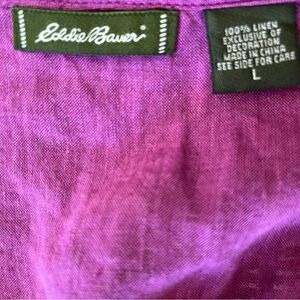 Eddie Bauer
100% LINEN
EXCLUSIVE OF
DECORATION
MADE IN CHINA
SEE SIDE FOR CARE
L